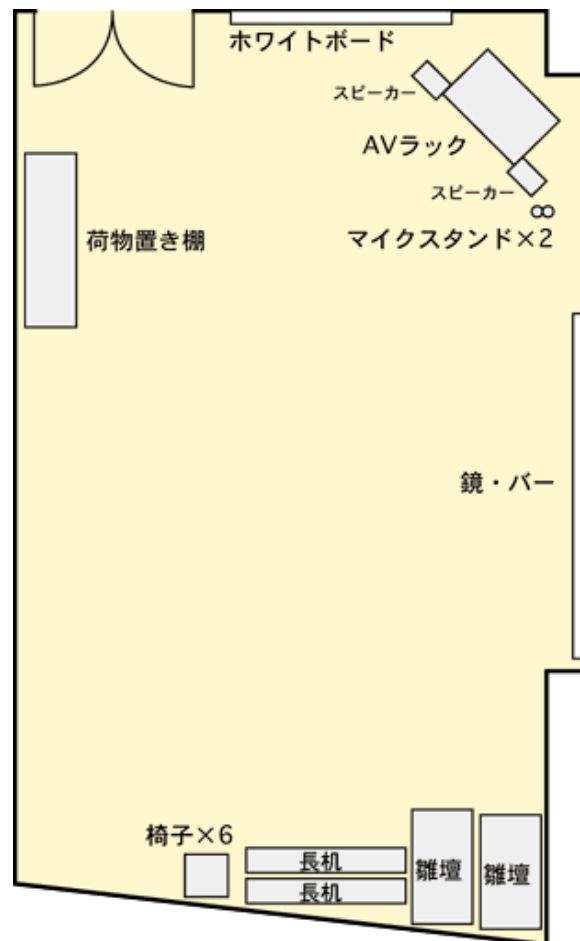 ホワイトボード
スピーカー
AVラック
スピーカー
マイクスタンド×2
荷物置き棚
鏡・バー
椅子×6
長机
長机
雛壇
雛壇